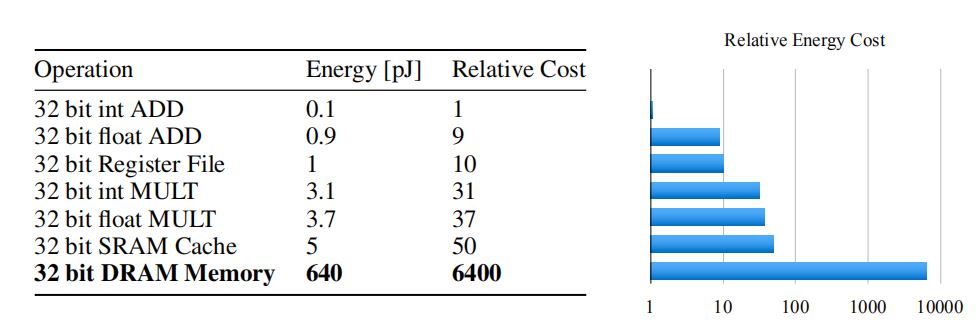 Relative Energy Cost
Operation Energy [pJ] Relative Cost
32 bit int ADD 0.1 1
32 bit float ADD 0.9 9
32 bit Register File 1 10
32 bit int MULT 3.1 31
32 bit float MULT 3.7 37
32 bit SRAM Cache 5 50
32 bit DRAM Memory 640 6400
1 10 100 1000 10000